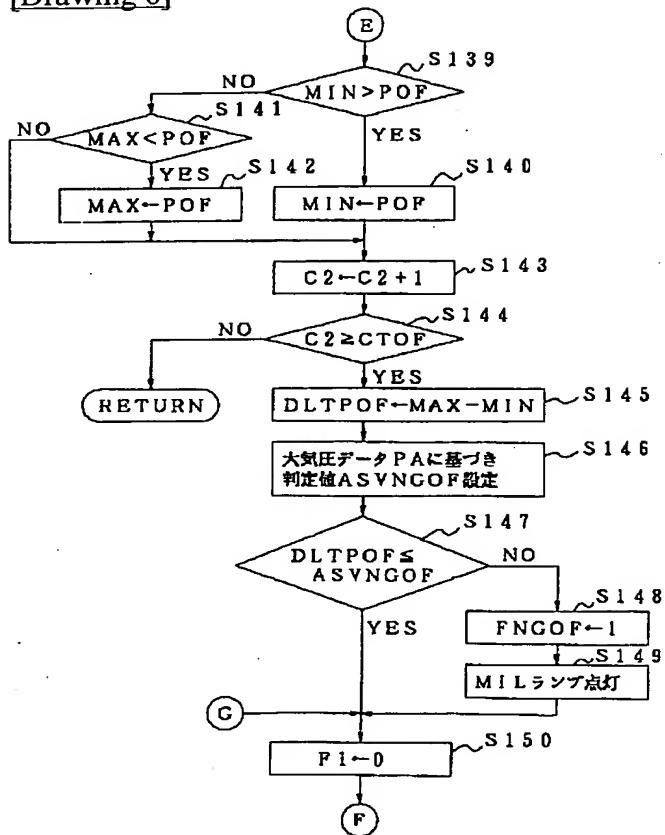 [Drawing 6]
E
S139
NO
MIN>POF
S141
NO
MAX<POF
YES
YES
S142
S140
MAX←POF
MIN←POF
S143
C2←C2+1
S144
NO
C2≧CTOF
YES
RETURN
S145
DLTPOF←MAX−MIN
S146
大気圧データPAに基づき
判定値ASVNGOF設定
S147
DLTPOF≦
ASVNGOF
NO
S148
YES
FNGOF←1
S149
MILランプ点灯
G
S150
F1←0
F